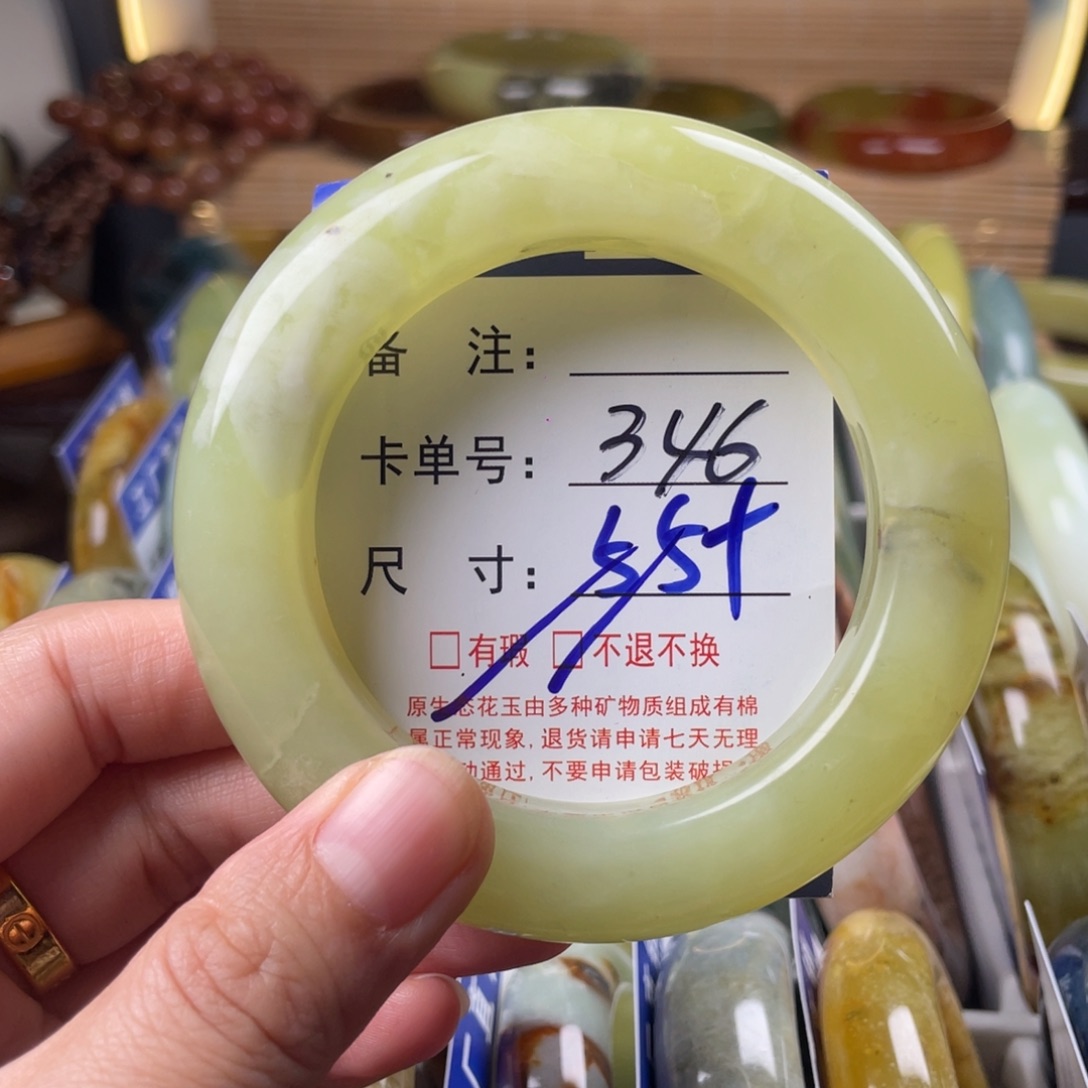 备 注：
卡单号：346
尺 寸：55+
□有瑕 □不退不换
原生态花玉由多种矿物质组成有棉
属正常现象，退货请申请七天无理
动通过，不要申请包装破损